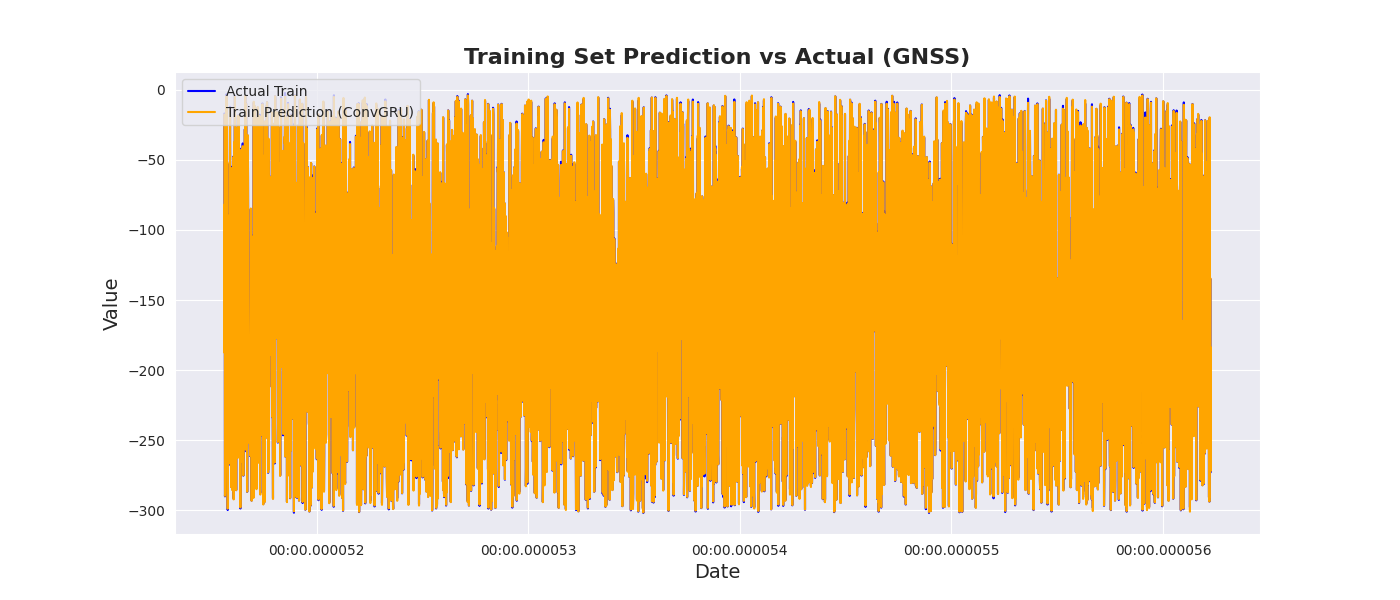 Training Set Prediction vs Actual (GNSS)
Actual Train
Train Prediction (ConvGRU)
Value
0
−50
−100
−150
−200
−250
−300
00:00.000052
00:00.000053
00:00.000054
00:00.000055
00:00.000056
Date